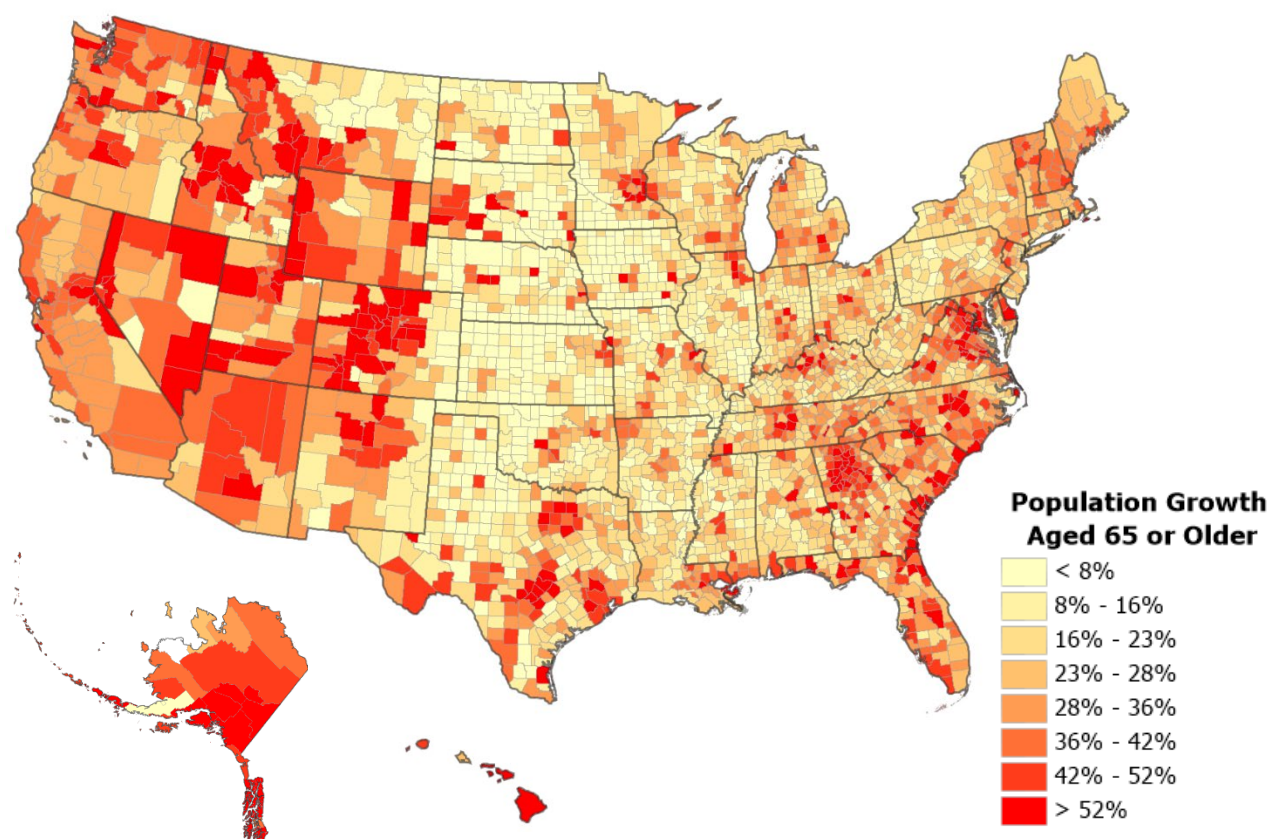 Population Growth
Aged 65 or Older
< 8%
8% - 16%
16% - 23%
23% - 28%
28% - 36%
36% - 42%
42% - 52%
> 52%